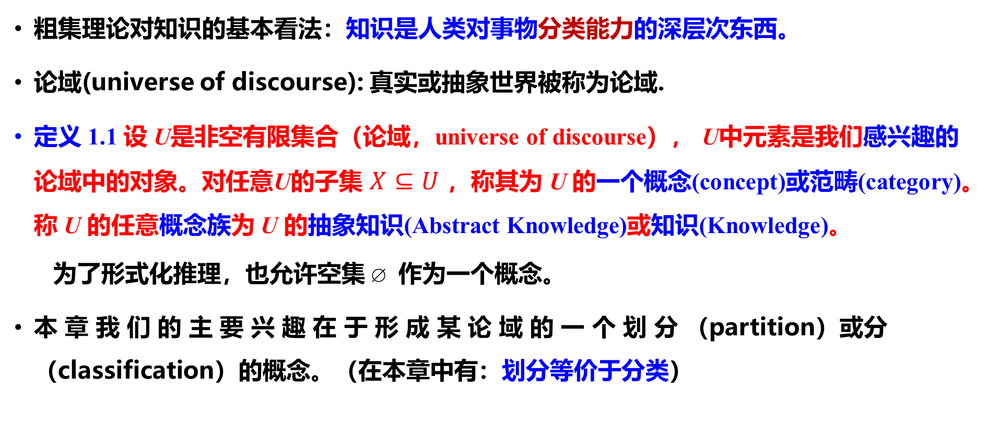 • 粗集理论对知识的基本看法：知识是人类对事物分类能力的深层次东西。
• 论域(universe of discourse): 真实或抽象世界被称为论域.
• 定义 1.1 设 U是非空有限集合（论域，universe of discourse）， U中元素是我们感兴趣的
论域中的对象。对任意U的子集 X ⊆ U ，称其为 U 的一个概念(concept)或范畴(category)。
称 U 的任意概念族为 U 的抽象知识(Abstract Knowledge)或知识(Knowledge)。
为了形式化推理，也允许空集 ∅ 作为一个概念。
• 本章我们的主要兴趣在于形成某论域的一个划分（partition）或分
（classification）的概念。（在本章中有：划分等价于分类）